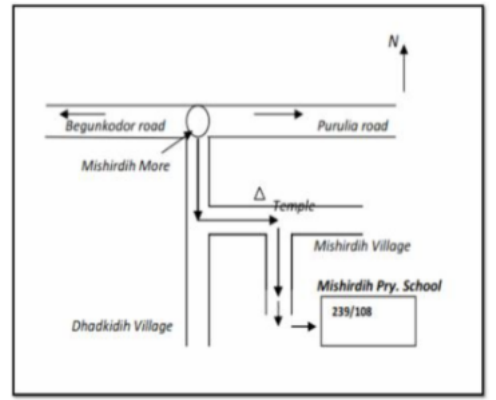 N
Begunkodor road
Purulia road
Mishirdih More
Temple
Mishirdih Village
Mishirdih Pry. School
239/108
Dhadkidih Village